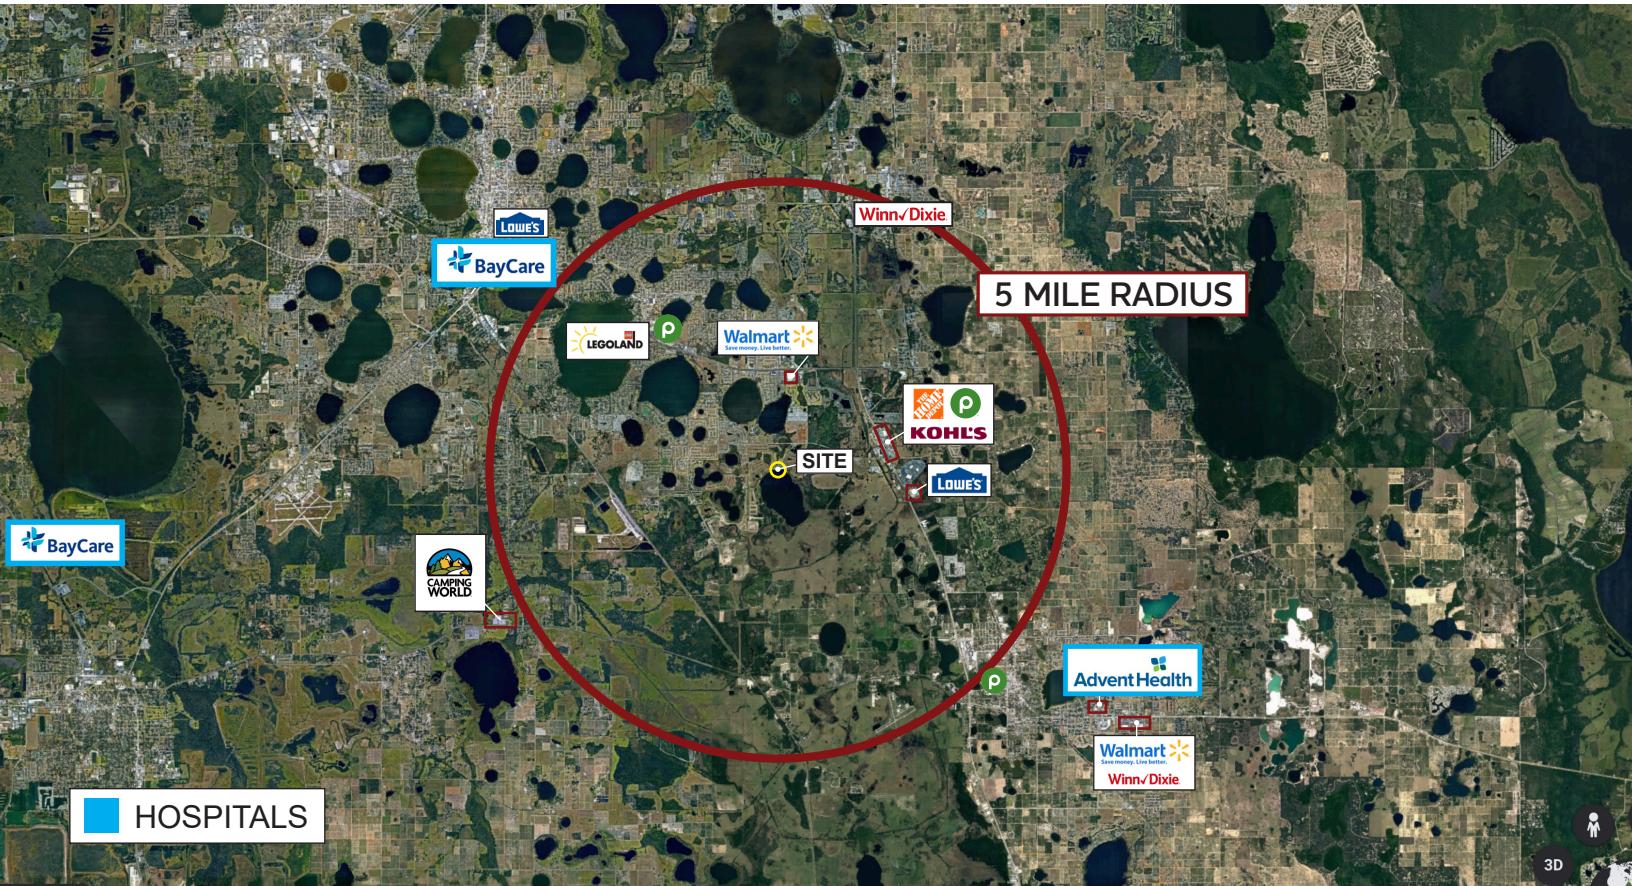 Winn✓Dixie
LOWE'S
BayCare
5 MILE RADIUS
LEGOLAND
P
Walmart
Save money. Live better.
THE HOME DEPOT
P
KOHL'S
SITE
LOWE'S
BayCare
CAMPING
WORLD
P
AdventHealth
Walmart
Save money. Live better.
Winn✓Dixie
HOSPITALS
3D